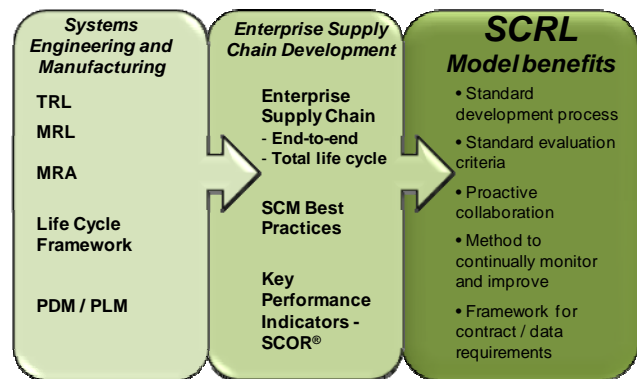 Systems
Engineering and
Manufacturing
TRL
MRL
MRA
Life Cycle
Framework
PDM / PLM
Enterprise Supply
Chain Development
Enterprise
Supply Chain
- End-to-end
- Total life cycle
SCM Best
Practices
Key
Performance
Indicators -
SCOR®
SCRL
Model benefits
• Standard
development process
• Standard evaluation
criteria
• Proactive
collaboration
• Method to
continually monitor
and improve
• Framework for
contract / data
requirements